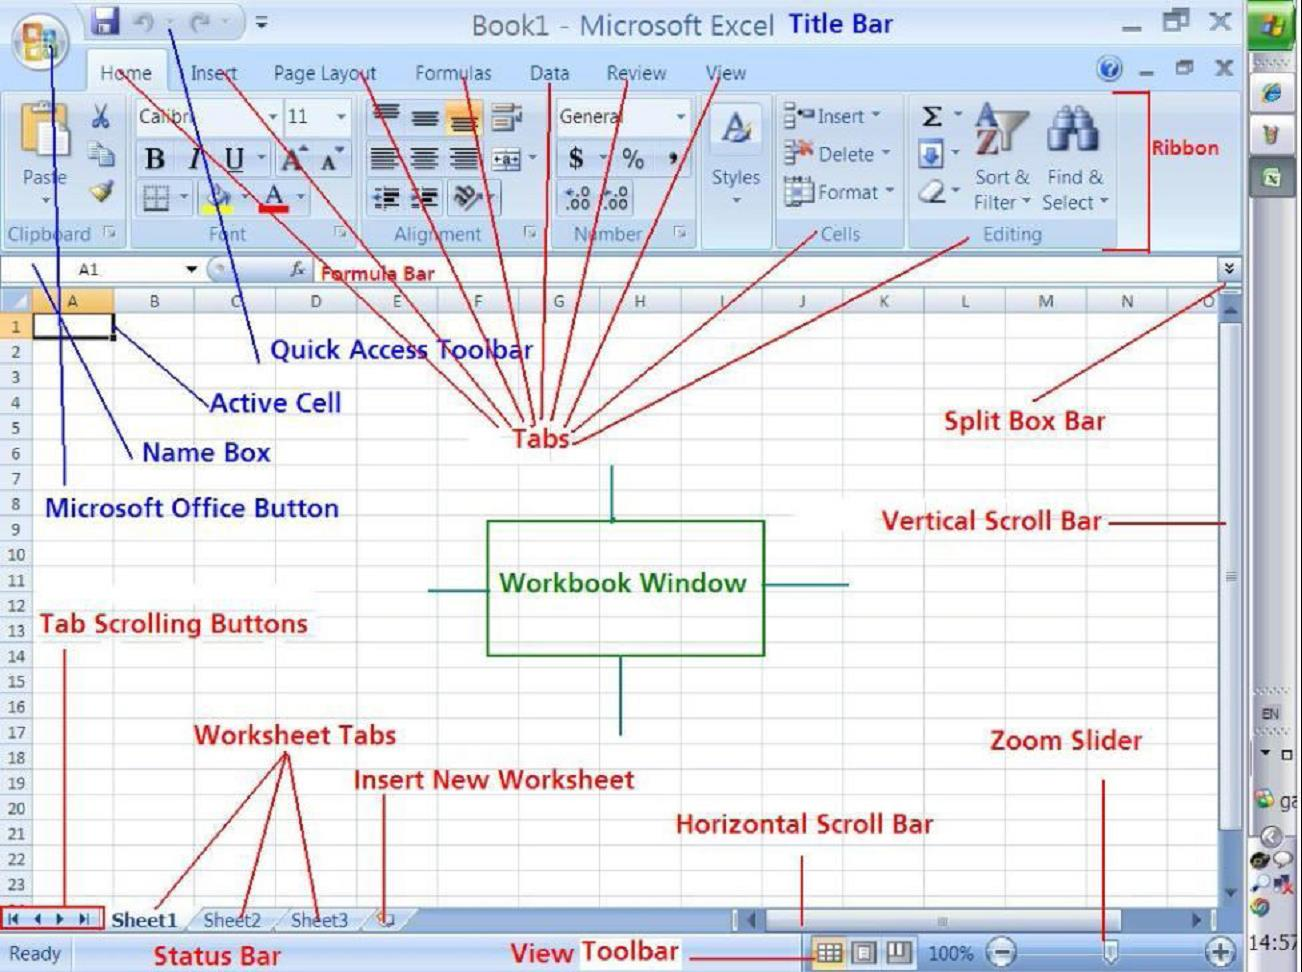 Book1 - Microsoft Excel Title Bar
Home Insert Page Layout Formulas Data Review View
Calibri 11 General Insert Σ
Paste B I U A A $ % , Styles Delete Sort & Filter Find & Select Ribbon
A .00 .00 Format
Clipboard Font Alignment Number Cells Editing
A1 fx Formula Bar
A B C D E F G H I J K L M N O
1
2 Quick Access Toolbar
3
4 Active Cell Split Box Bar
5 Tabs
6 Name Box
7
8 Microsoft Office Button
9 Vertical Scroll Bar
10
11 Workbook Window
12
13 Tab Scrolling Buttons
14
15
16
17 Worksheet Tabs Zoom Slider
18
19 Insert New Worksheet
20
21 Horizontal Scroll Bar
22
23
Sheet1 Sheet2 Sheet3
Ready Status Bar View Toolbar 100%
EN
14:57